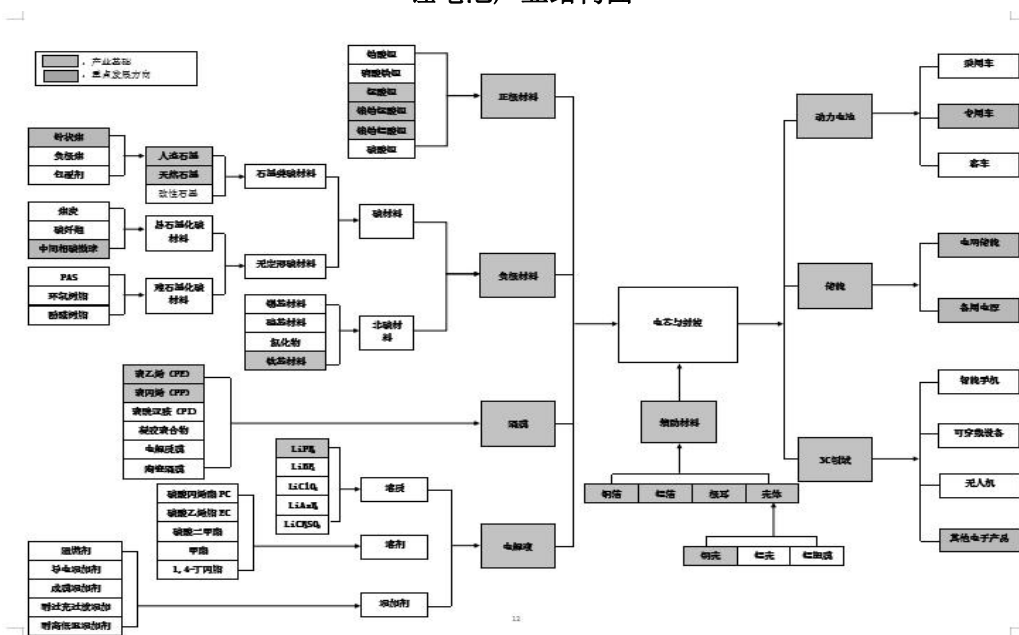 产业基础
重点发展方向
钴酸锂
磷酸铁锂
锰酸锂
镍钴锰酸锂
镍钴铝酸锂
正极材料
动力电池
乘用车
专用车
客车
针状焦
负极焦
包覆剂
人造石墨
天然石墨
改性石墨
石墨类碳材料
煤炭
碳纤维
中间相碳微球
易石墨化碳
材料
碳材料
无定形碳材料
PAS
环氧树脂
酚醛树脂
难石墨化碳
材料
负极材料
锡基材料
硅基材料
氮化物
钛基材料
非碳材
料
电芯与封装
储能
电网储能
备用电源
聚乙烯 (PE)
聚丙烯 (PP)
聚酰亚胺 (PI)
凝胶聚合物
电解质膜
陶瓷隔膜
隔膜
辅助材料
铜箔
铝箔
极耳
壳体
钢壳
铝壳
铝塑膜
3C领域
智能手机
可穿戴设备
无人机
其他电子产品
LiPF₆
LiBF₄
LiClO₄
LiAsF₆
LiCF₃SO₃
溶质
碳酸丙烯酯 PC
碳酸乙烯酯 EC
碳酸二甲酯
甲酯
1,4-丁内酯
溶剂
电解液
阻燃剂
导电添加剂
成膜添加剂
耐过充过放添加
耐高低温添加剂
添加剂
12